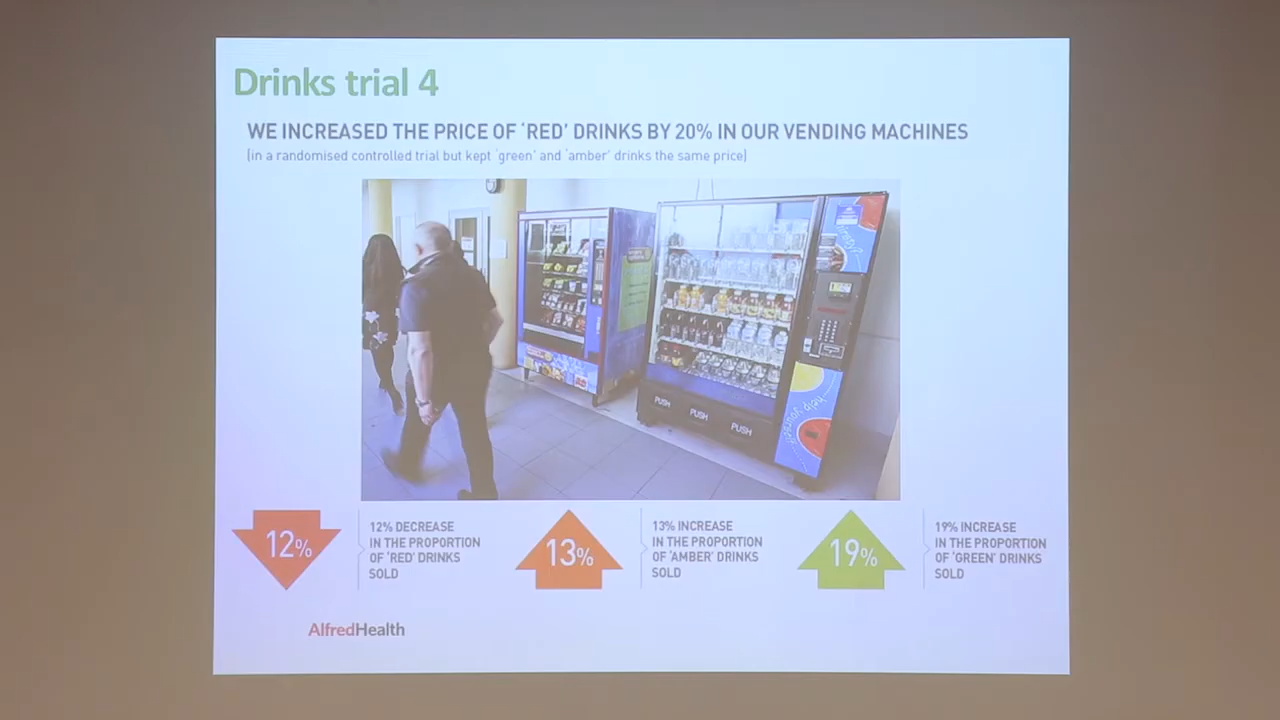 Drinks trial 4
WE INCREASED THE PRICE OF 'RED' DRINKS BY 20% IN OUR VENDING MACHINES
(in a randomised controlled trial but kept 'green' and 'amber' drinks the same price)
PUSH
PUSH
PUSH
help yourself
12%
12% DECREASE
IN THE PROPORTION
OF 'RED' DRINKS
SOLD
13%
13% INCREASE
IN THE PROPORTION
OF 'AMBER' DRINKS
SOLD
19%
19% INCREASE
IN THE PROPORTION
OF 'GREEN' DRINKS
SOLD
AlfredHealth